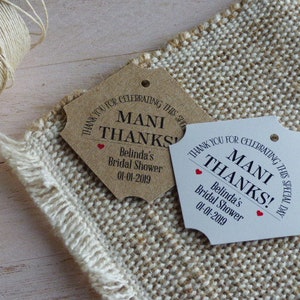 THANK YOU FOR CELEBRATING THIS SPECIAL
MANI
THANKS!
Belinda's
Bridal Shower
01-01-2019
THANK YOU FOR CELEBRATING THIS SPECIAL DAY
MANI
THANKS!
Belinda's
Bridal Shower
01-01-2019